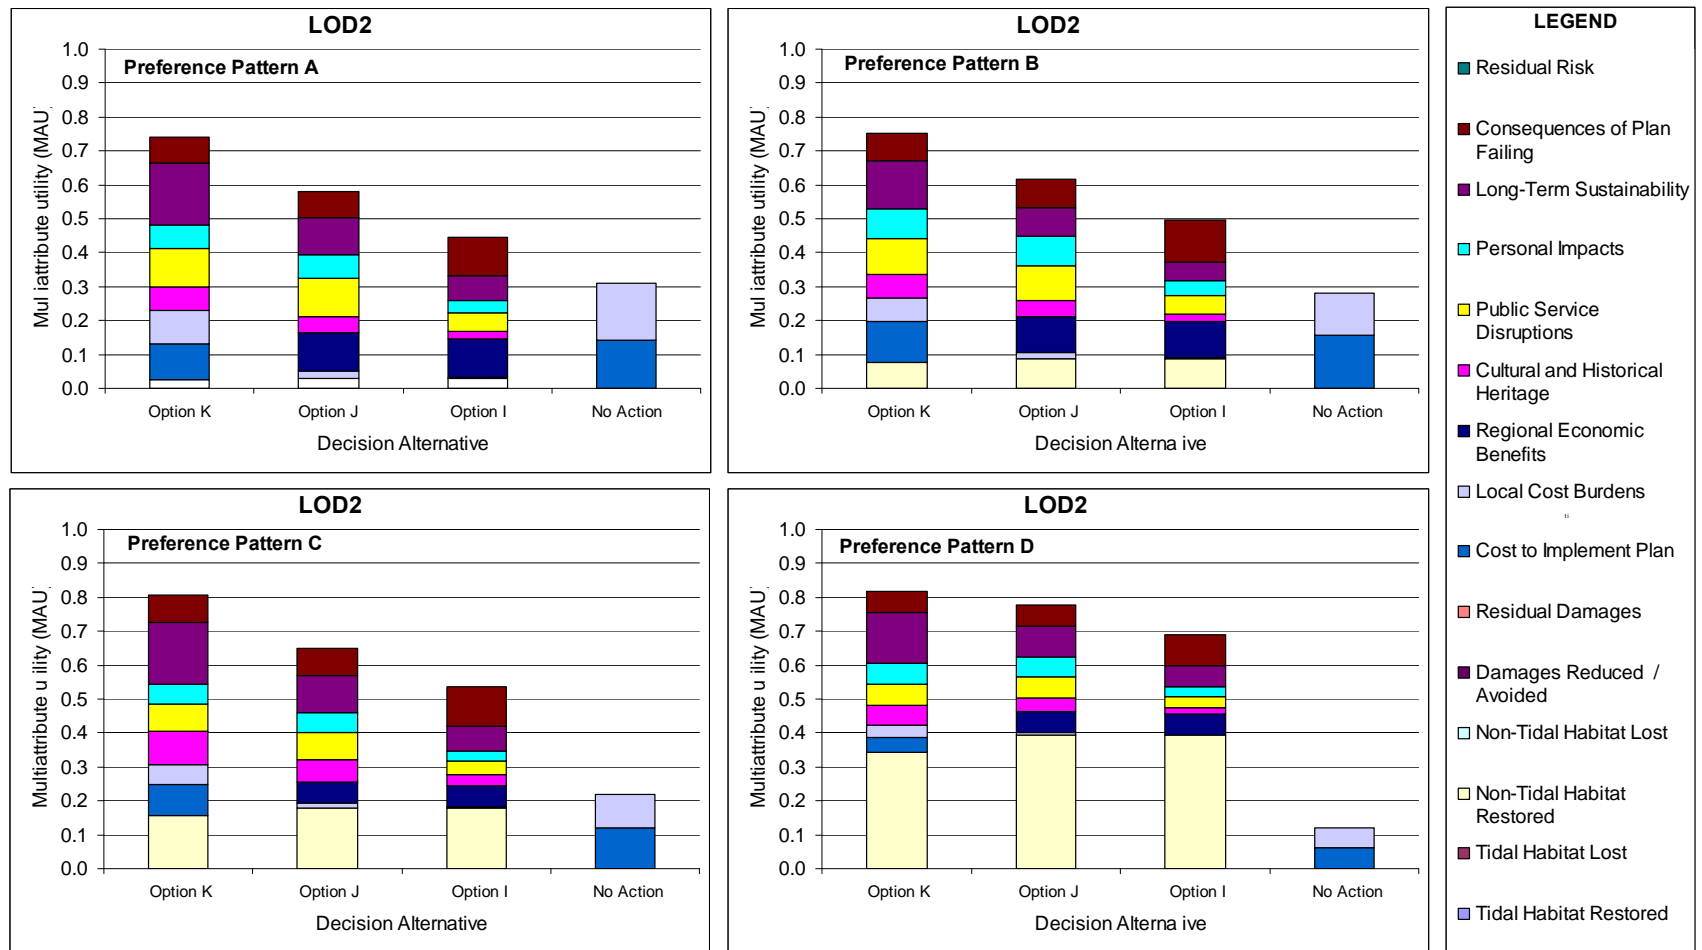 LOD2
Preference Pattern A
Mul iattribute utility (MAU)
1.0
0.9
0.8
0.7
0.6
0.5
0.4
0.3
0.2
0.1
0.0
Option K
Option J
Option I
No Action
Decision Alternative
LOD2
Preference Pattern B
Mul iattribute utility (MAU)
1.0
0.9
0.8
0.7
0.6
0.5
0.4
0.3
0.2
0.1
0.0
Option K
Option J
Option I
No Action
Decision Alterna ive
LOD2
Preference Pattern C
Multiattribute u ility (MAU)
1.0
0.9
0.8
0.7
0.6
0.5
0.4
0.3
0.2
0.1
0.0
Option K
Option J
Option I
No Action
Decision Alternative
LOD2
Preference Pattern D
Multiattribute u ility (MAU)
1.0
0.9
0.8
0.7
0.6
0.5
0.4
0.3
0.2
0.1
0.0
Option K
Option J
Option I
No Action
Decision Alterna ive
LEGEND
Residual Risk
Consequences of Plan
Failing
Long-Term Sustainability
Personal Impacts
Public Service
Disruptions
Cultural and Historical
Heritage
Regional Economic
Benefits
Local Cost Burdens
ti
Cost to Implement Plan
Residual Damages
Damages Reduced /
Avoided
Non-Tidal Habitat Lost
Non-Tidal Habitat
Restored
Tidal Habitat Lost
Tidal Habitat Restored